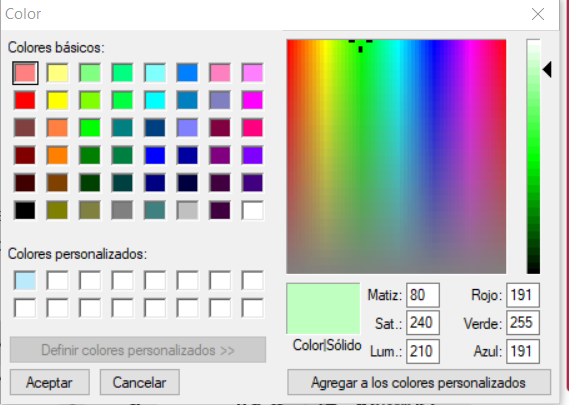 Color
Colores básicos:
Colores personalizados:
Definir colores personalizados >>
Aceptar
Cancelar
Color|Sólido
Matiz: 80
Sat.: 240
Lum.: 210
Rojo: 191
Verde: 255
Azul: 191
Agregar a los colores personalizados